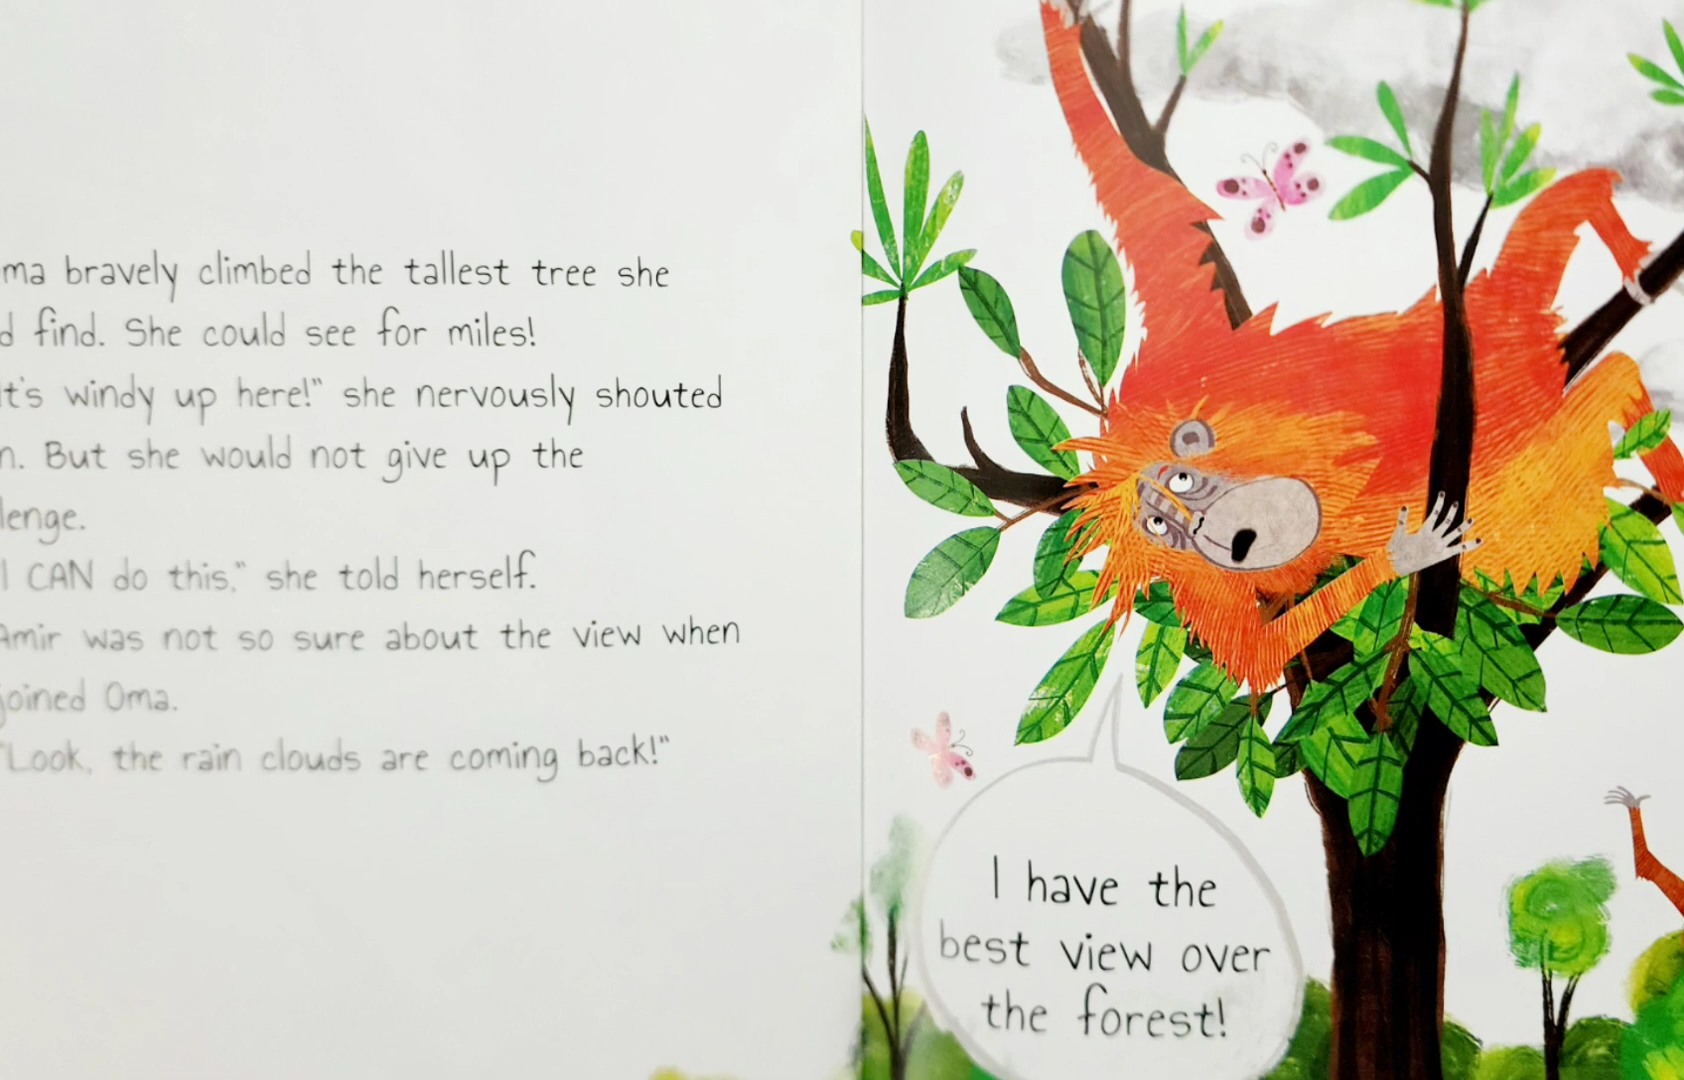 ma bravely climbed the tallest tree she
d find. She could see for miles!
t's windy up here!" she nervously shouted
n. But she would not give up the
lenge.
I CAN do this," she told herself.
Amir was not so sure about the view when
joined Oma.
"Look, the rain clouds are coming back!"
I have the
best view over
the forest!